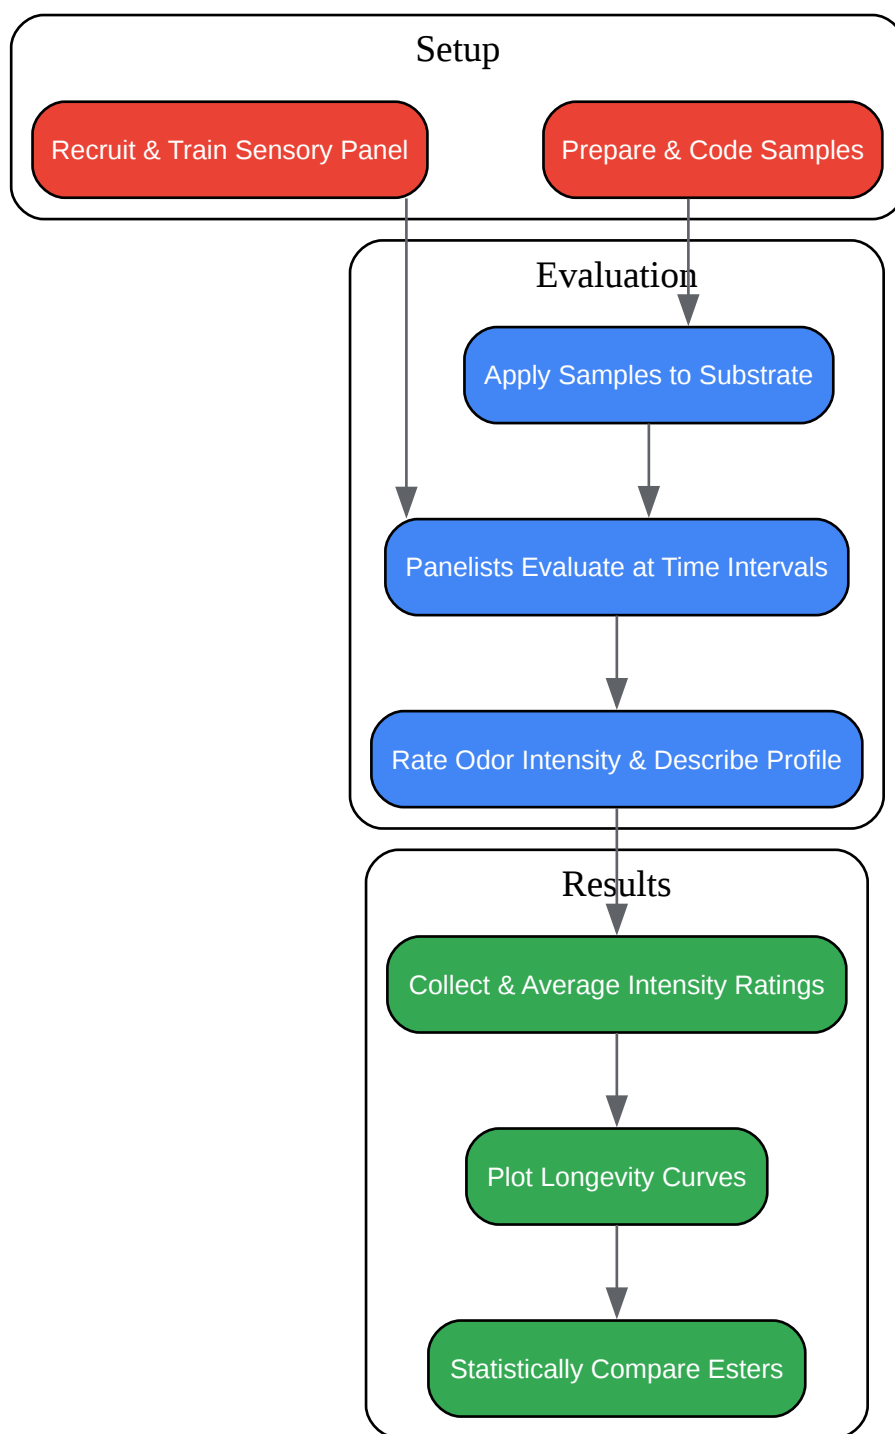 Setup
Recruit & Train Sensory Panel
Prepare & Code Samples
Evaluation
Apply Samples to Substrate
Panelists Evaluate at Time Intervals
Rate Odor Intensity & Describe Profile
Results
Collect & Average Intensity Ratings
Plot Longevity Curves
Statistically Compare Esters